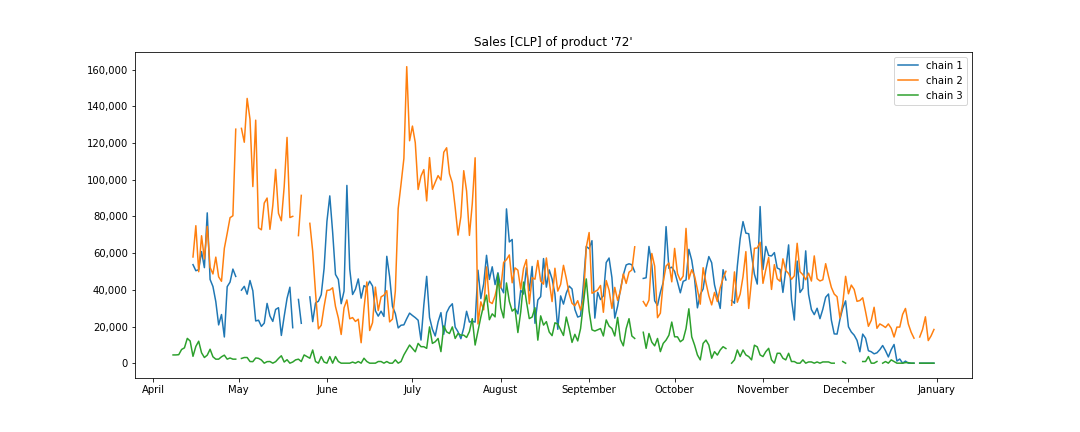 Sales [CLP] of product '72'
chain 1
chain 2
chain 3
160,000
140,000
120,000
100,000
80,000
60,000
40,000
20,000
0
April May June July August September October November December January